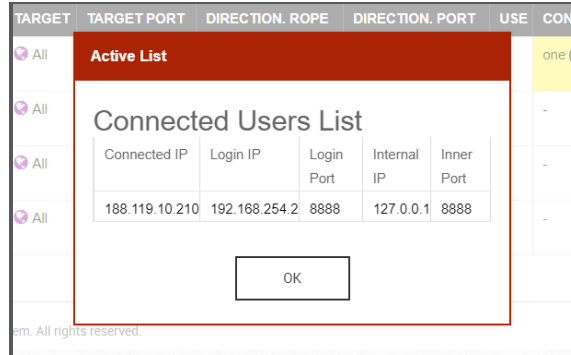 TARGET TARGET PORT DIRECTION. ROPE DIRECTION. PORT USE CON
All
Active List
one (
All
Connected Users List
-
Connected IP Login IP Login Port Internal IP Inner Port
All
-
188.119.10.210 192.168.254.2 8888 127.0.0.1 8888
All
-
OK
em. All rights reserved.